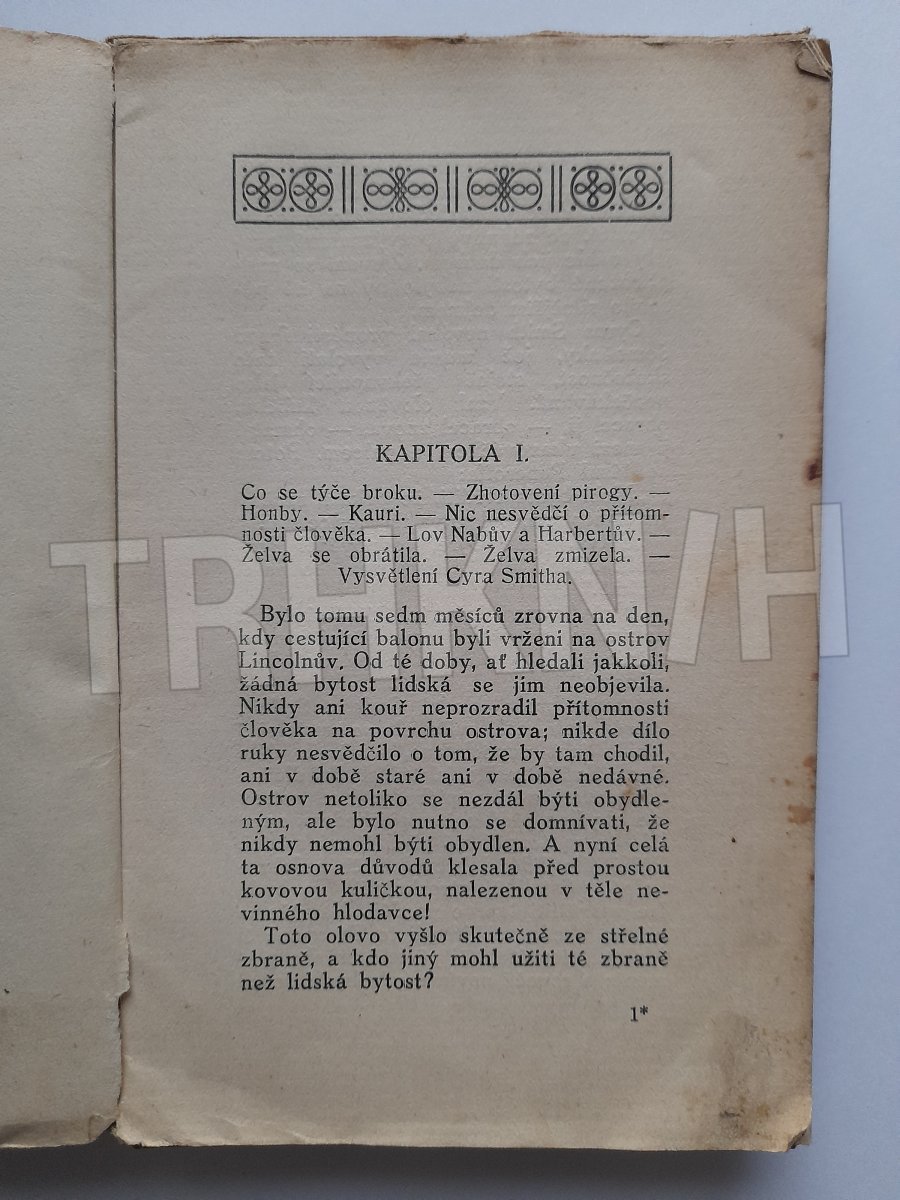 KAPITOLA I.
Co se týče broku. — Zhotovení pirogy. —
Honby. — Kauri. — Nic nesvědčí o přítom-
nosti člověka. — Lov Nabův a Harbertův. —
Želva se obrátila. — Želva zmizela. —
Vysvětlení Cyra Smitha.
Bylo tomu sedm měsíců zrovna na den,
kdy cestující balonu byli vrženi na ostrov
Lincolnův. Od té doby, ať hledali jakkoli,
žádná bytost lidská se jim neobjevila.
Nikdy ani kouř neprozradil přítomnosti
člověka na povrchu ostrova; nikde dílo
ruky nesvědčilo o tom, že by tam chodil,
ani v době staré ani v době nedávné.
Ostrov netoliko se nezdál býti obydle-
ným, ale bylo nutno se domnívati, že
nikdy nemohl býti obydlen. A nyní celá
ta osnova důvodů klesala před prostou
kovovou kuličkou, nalezenou v těle ne-
vinného hlodavce!
Toto olovo vyšlo skutečně ze střelné
zbraně, a kdo jiný mohl užiti té zbraně
než lidská bytost?
1*
TRHKNIH